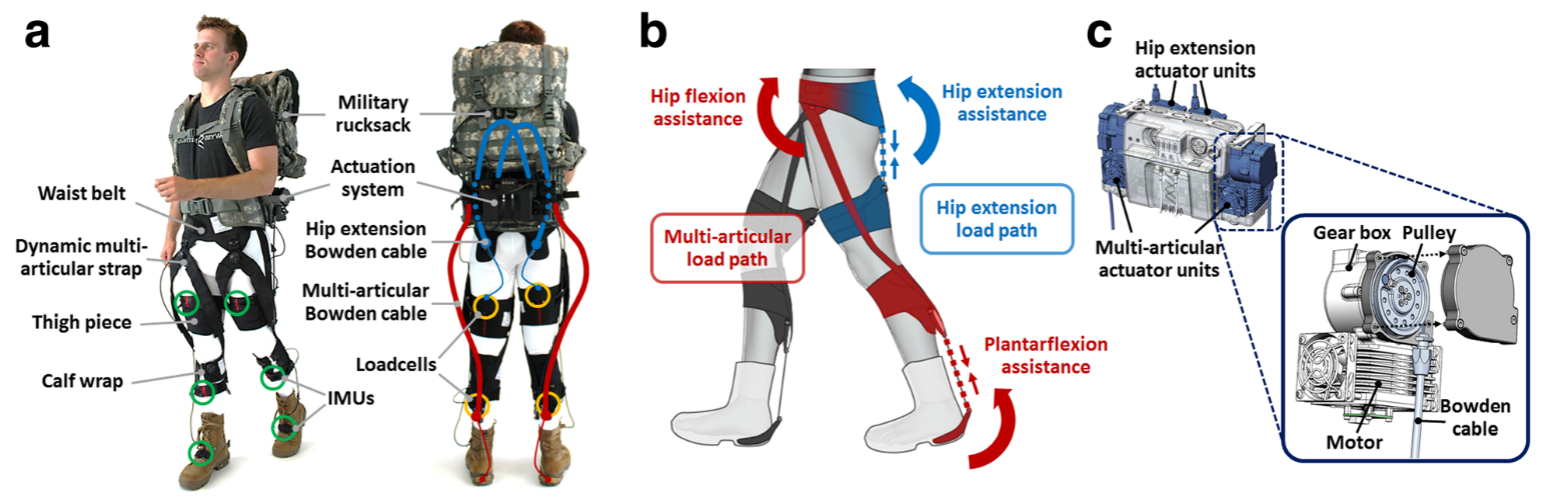 a
Military
rucksack
Actuation
system
Waist belt
Dynamic multi-
articular strap
Hip extension
Bowden cable
Multi-articular
Bowden cable
Thigh piece
Loadcells
Calf wrap
IMUs
b
Hip flexion
assistance
Hip extension
assistance
Multi-articular
load path
Hip extension
load path
Plantarflexion
assistance
c
Hip extension
actuator units
Multi-articular
actuator units
Gear box
Pulley
Motor
Bowden
cable